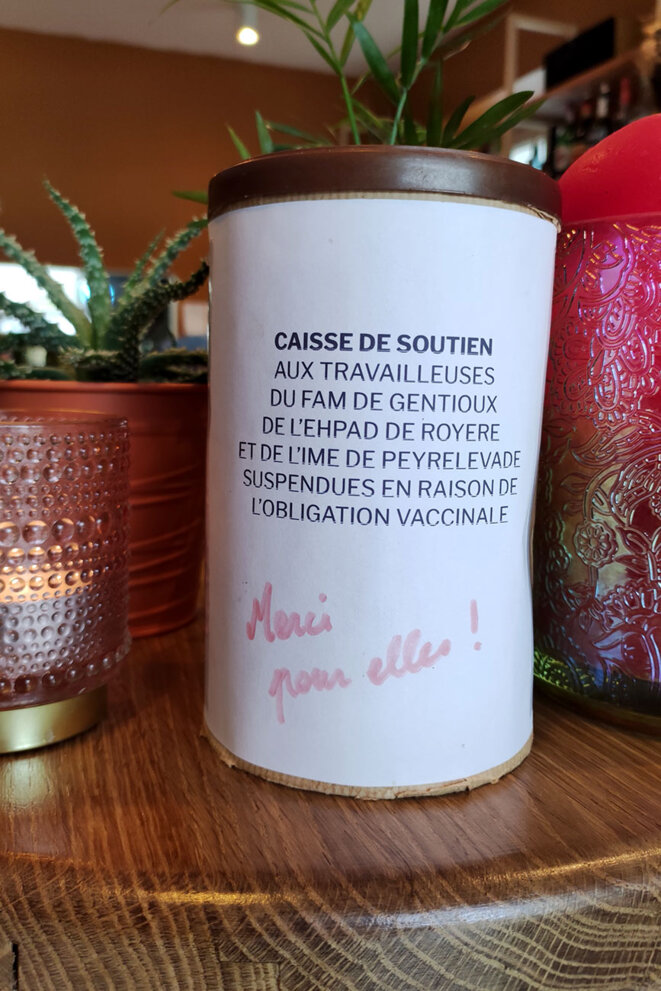 CAISSE DE SOUTIEN
AUX TRAVAILLEUSES
DU FAM DE GENTIOUX
DE L'EHPAD DE ROYERE
ET DE L'IME DE PEYRELEVADE
SUSPENDUES EN RAISON DE
L'OBLIGATION VACCINALE
Merci
pour elles !